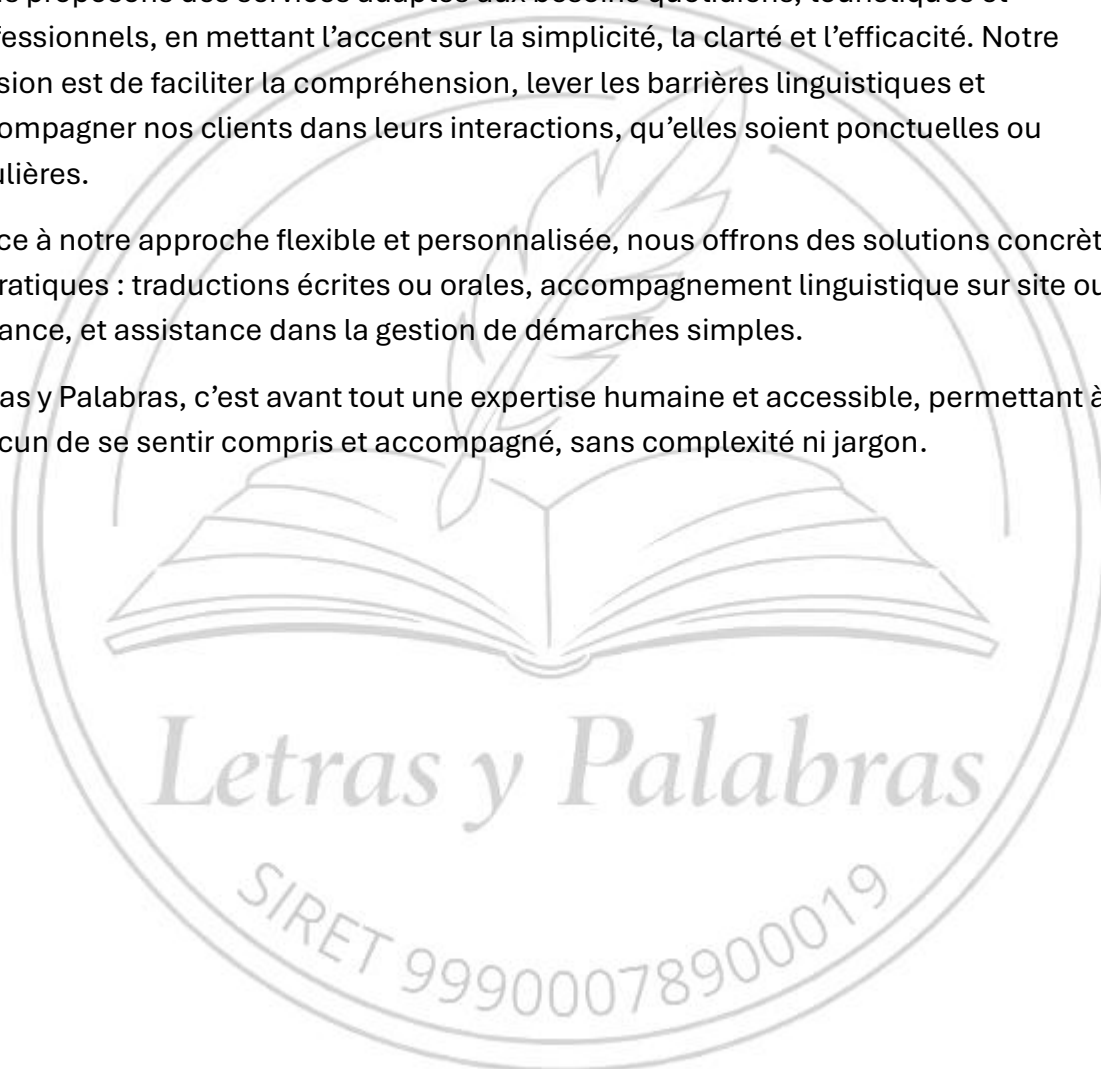 proposons des services adaptés aux besoins quotidiens, touristiques et
fessionnels, en mettant l’accent sur la simplicité, la clarté et l’efficacité. Notre
sion est de faciliter la compréhension, lever les barrières linguistiques et
ompagner nos clients dans leurs interactions, qu’elles soient ponctuelles ou
ulières.
ce à notre approche flexible et personnalisée, nous offrons des solutions concrèt
ratiques : traductions écrites ou orales, accompagnement linguistique sur site ou
ance, et assistance dans la gestion de démarches simples.
as y Palabras, c’est avant tout une expertise humaine et accessible, permettant à
cun de se sentir compris et accompagné, sans complexité ni jargon.
Letras y Palabras
SIRET 99900078900019